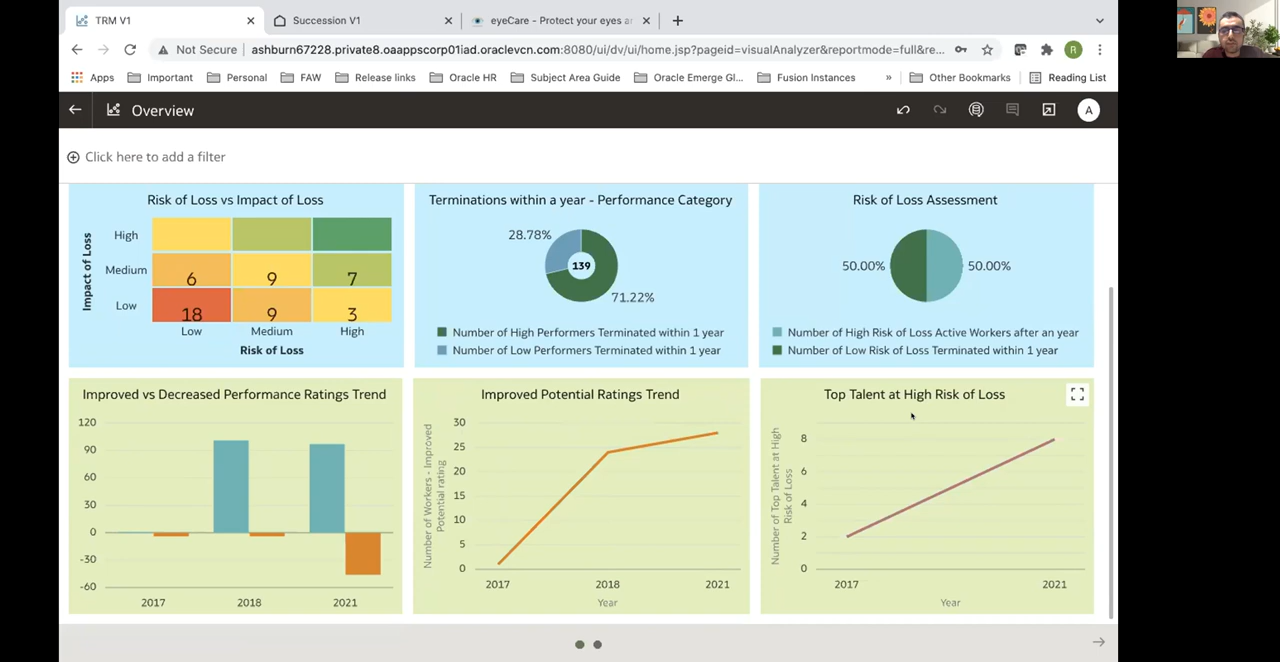 TRM V1
Succession V1
eyeCare - Protect your eyes ar
Not Secure
ashburn67228.private8.oaappscorp01iad.oraclevcn.com:8080/ui/dv/ui/home.jsp?pageid=visualAnalyzer&reportmode=full&re...
R
Apps
Important
Personal
FAW
Release links
Oracle HR
Subject Area Guide
Oracle Emerge Gl...
Fusion Instances
»
Other Bookmarks
Reading List
Overview
A
Click here to add a filter
Risk of Loss vs Impact of Loss
Impact of Loss
High
Medium
6
9
7
Low
18
9
3
Low
Medium
High
Risk of Loss
Terminations within a year - Performance Category
28.78%
139
71.22%
Number of High Performers Terminated within 1 year
Number of Low Performers Terminated within 1 year
Risk of Loss Assessment
50.00%
50.00%
Number of High Risk of Loss Active Workers after an year
Number of Low Risk of Loss Terminated within 1 year
Improved vs Decreased Performance Ratings Trend
120
90
60
30
0
-30
-60
2017
2018
2021
Improved Potential Ratings Trend
Number of Workers - Improved
Potential rating
30
25
20
15
10
5
0
2017
2018
2021
Year
Top Talent at High Risk of Loss
Number of Top Talent at High
Risk of Loss
8
6
4
2
0
2017
2021
Year